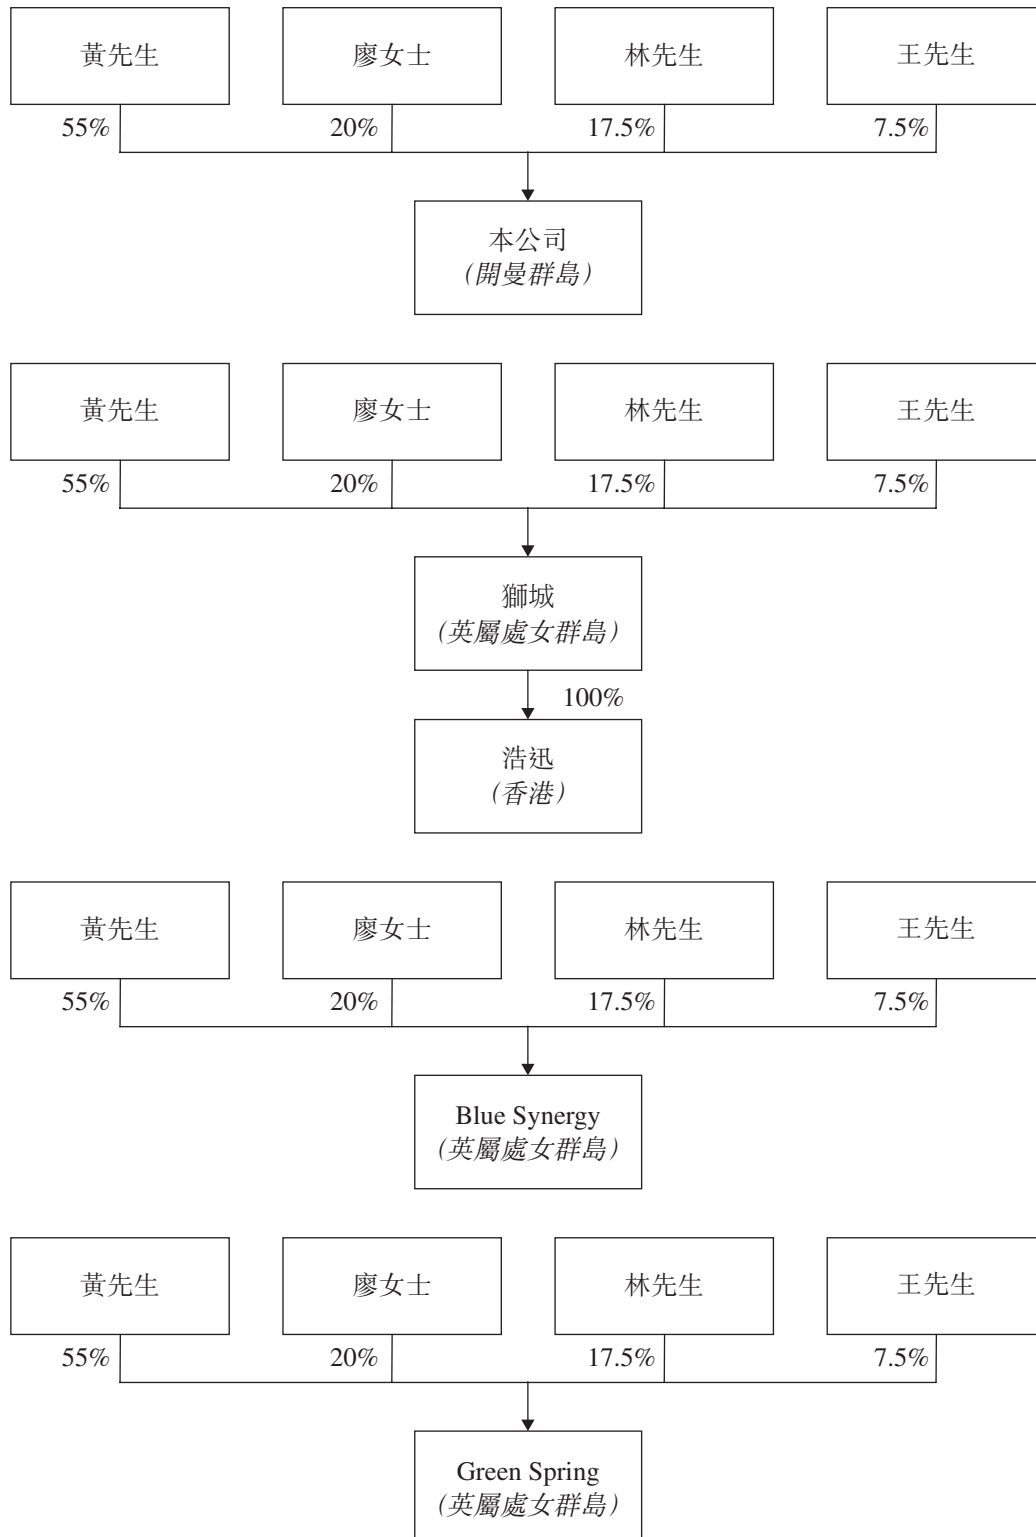 黃先生
廖女士
林先生
王先生
55%
20%
17.5%
7.5%
本公司
(開曼群島)
黃先生
廖女士
林先生
王先生
55%
20%
17.5%
7.5%
獅城
(英屬處女群島)
100%
浩迅
(香港)
黃先生
廖女士
林先生
王先生
55%
20%
17.5%
7.5%
Blue Synergy
(英屬處女群島)
黃先生
廖女士
林先生
王先生
55%
20%
17.5%
7.5%
Green Spring
(英屬處女群島)